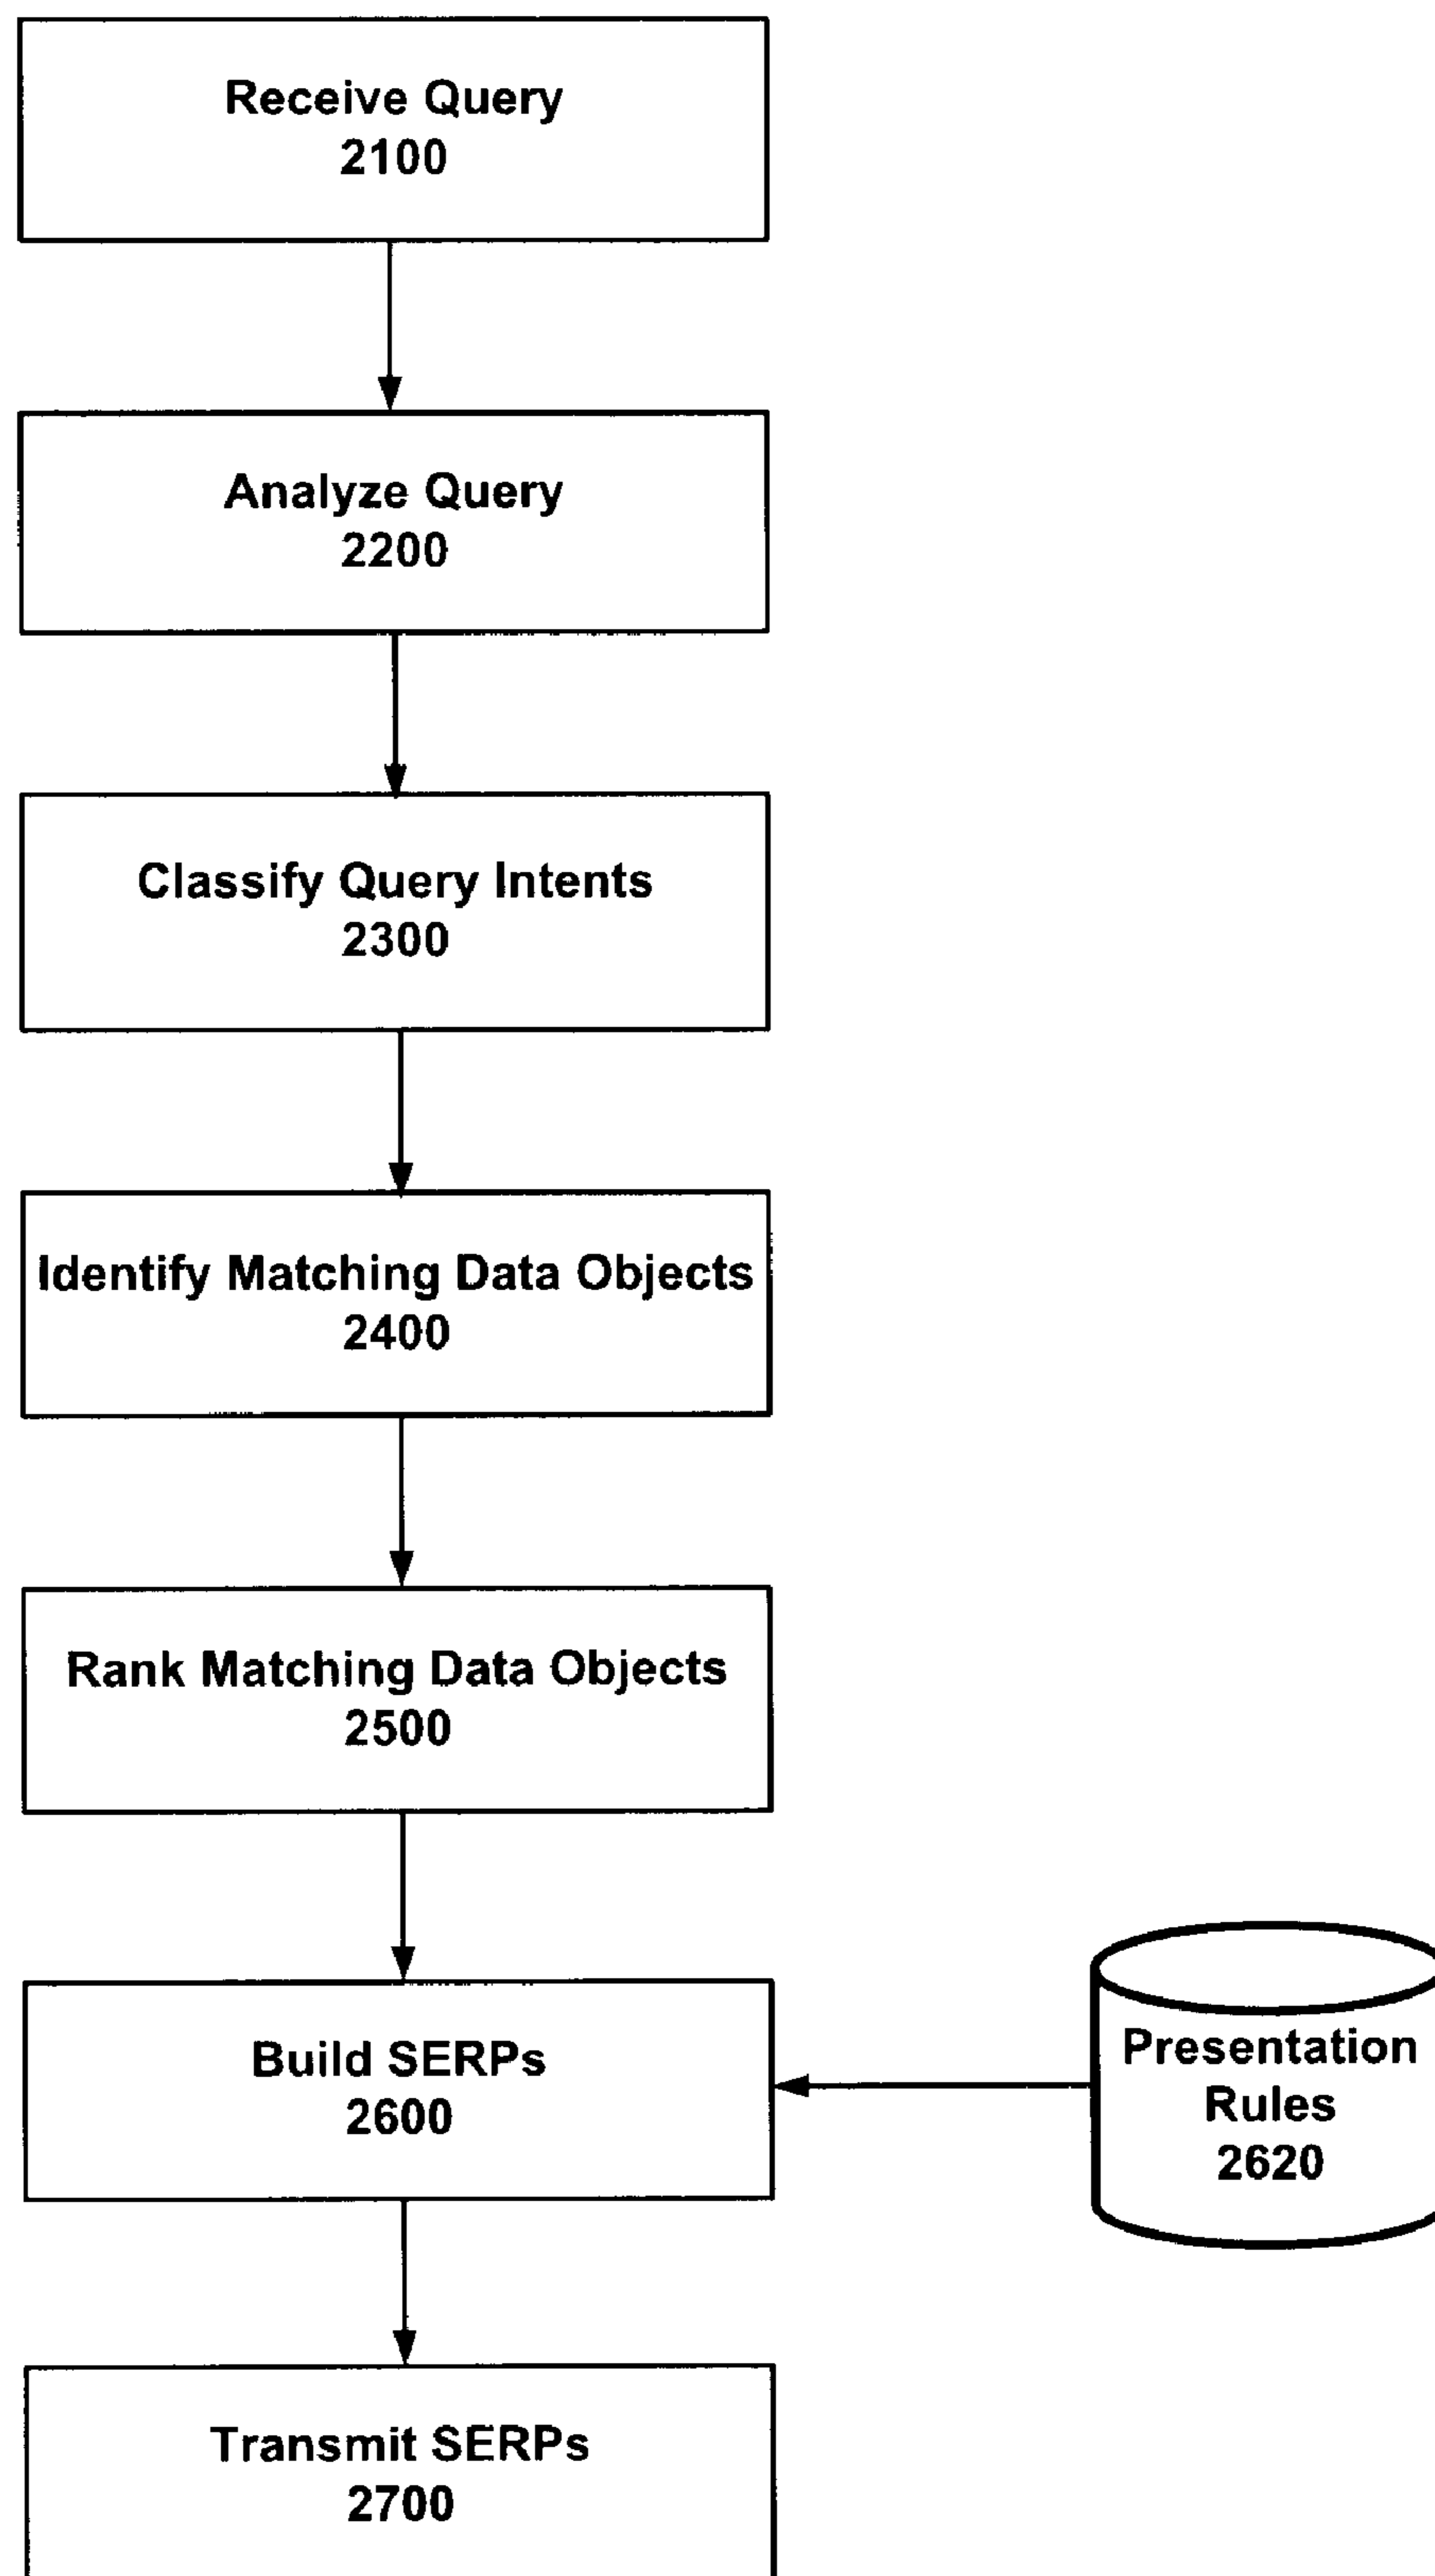 Receive Query
2100
Analyze Query
2200
Classify Query Intents
2300
Identify Matching Data Objects
2400
Rank Matching Data Objects
2500
Build SERPs
2600
Presentation
Rules
2620
Transmit SERPs
2700